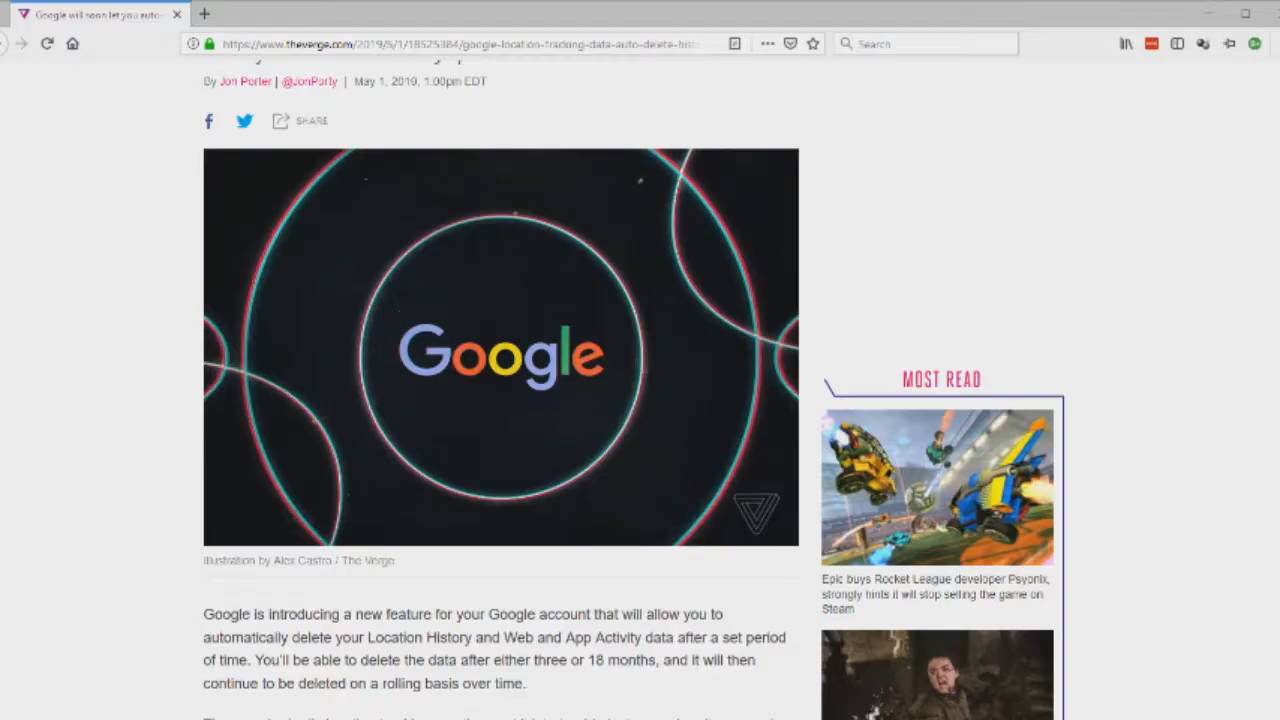 Google will soon let you auto-
https://www.theverge.com/2019/5/1/18525384/google-location-tracking-data-auto-delete-hist
Search
By Jon Porter | @JonPorty | May 1, 2019, 1:00pm EDT
SHARE
Google
MOST READ
Illustration by Alex Castro / The Verge
Epic buys Rocket League developer Psyonix,
strongly hints it will stop selling the game on
Steam
Google is introducing a new feature for your Google account that will allow you to
automatically delete your Location History and Web and App Activity data after a set period
of time. You'll be able to delete the data after either three or 18 months, and it will then
continue to be deleted on a rolling basis over time.